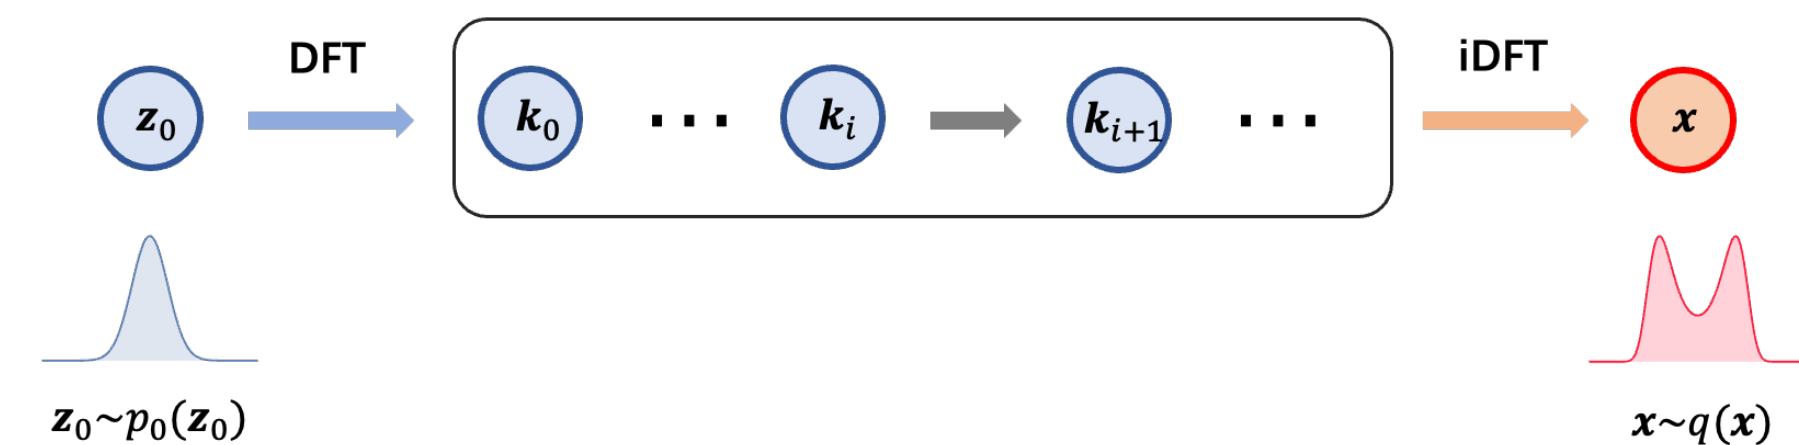 DFT
iDFT
z₀
k₀
⋯
kᵢ
kᵢ₊₁
⋯
x
z₀~p₀(z₀)
x~q(x)